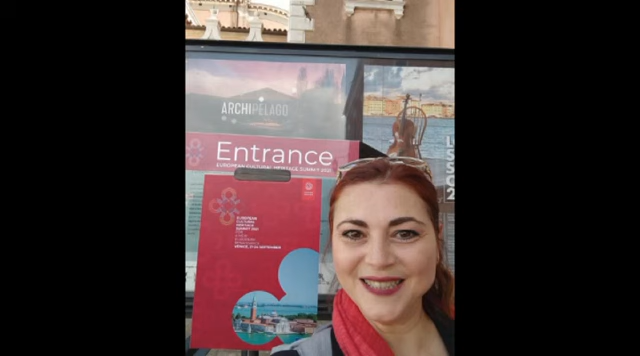 ARCHIPELAGO
Entrance
EUROPEAN CULTURAL HERITAGE SUMMIT 2021
EUROPEAN
CULTURAL
HERITAGE
SUMMIT 2021
VENICE, 21-24 SEPTEMBER